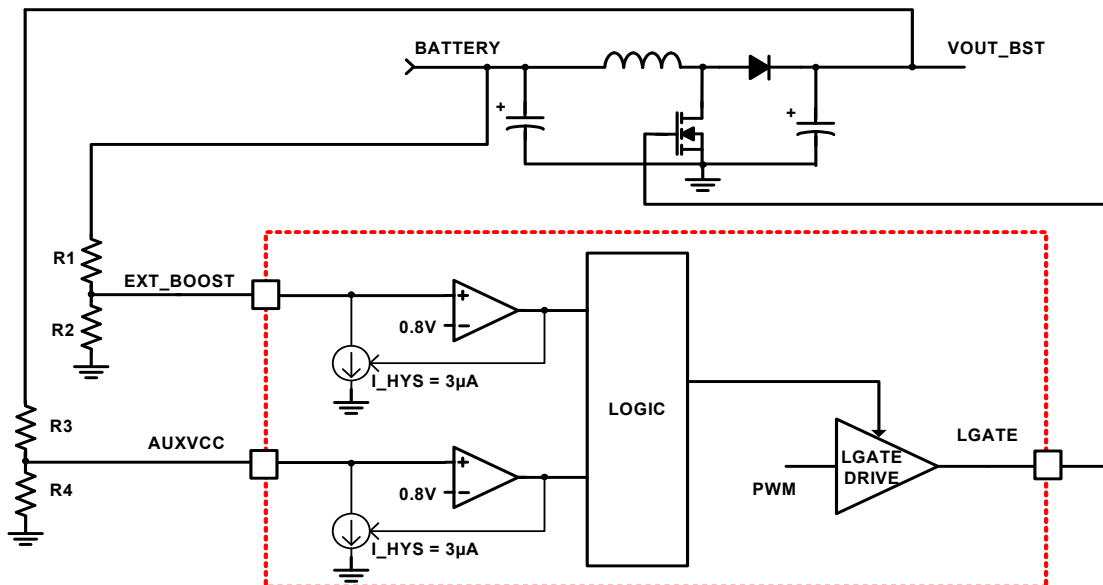 BATTERY
VOUT_BST
+
+
R1
EXT_BOOST
R2
+
0.8V
–
I_HYS = 3µA
LOGIC
R3
AUXVCC
R4
+
0.8V
–
I_HYS = 3µA
LGATE
DRIVE
PWM
LGATE